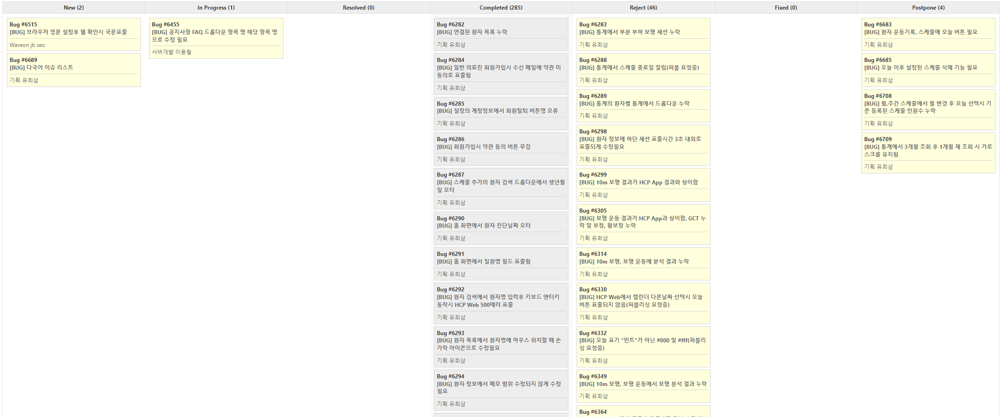 New (2)
In Progress (1)
Resolved (0)
Completed (285)
Reject (46)
Fixed (0)
Postpone (4)
Bug #6515
[BUG] 브라우저 영문 설정후 웹 확인시 국문표출
Waveon jb seo
Bug #6689
[BUG] 다국어 이슈 리스트
기획 유희삼
Bug #6455
[BUG] 공지사항 FAQ 드롭다운 항목 명 해당 항목 명
으로 수정 필요
서버개발 이용철
Bug #6282
[BUG] 연결된 환자 목록 누락
기획 유희삼
Bug #6284
[BUG] 일반 의료진 회원가입시 수신 메일에 약관 미
동의로 표출됨
기획 유희삼
Bug #6285
[BUG] 설정의 계정정보에서 회원탈퇴 버튼명 오류
기획 유희삼
Bug #6286
[BUG] 회원가입시 약관 동의 버튼 무감
기획 유희삼
Bug #6287
[BUG] 스케줄 추가의 환자 검색 드롭다운에서 생년월
일 오타
기획 유희삼
Bug #6290
[BUG] 홈 화면에서 환자 진단날짜 오타
기획 유희삼
Bug #6291
[BUG] 홈 화면에서 질환명 필드 표출됨
기획 유희삼
Bug #6292
[BUG] 환자 검색에서 환자명 입력후 키보드 엔터키
동작시 HCP Web 500에러 표출
기획 유희삼
Bug #6293
[BUG] 환자 목록에서 환자명에 마우스 위치할 때 손
가락 아이콘으로 수정필요
기획 유희삼
Bug #6294
[BUG] 환자 정보에서 메모 범위 수정되지 않게 수정
필요
기획 유희삼
Bug #6283
[BUG] 통계에서 부분 부하 보행 세션 누락
기획 유희삼
Bug #6288
[BUG] 통계에서 스케줄 종료일 잘림(퍼블 요청중)
기획 유희삼
Bug #6289
[BUG] 통계의 환자별 통계에서 드롭다운 누락
기획 유희삼
Bug #6298
[BUG] 환자 정보에 하단 세션 표출시간 3초 내외로
표출되게 수정필요
기획 유희삼
Bug #6299
[BUG] 10m 보행 결과가 HCP App 결과와 상이함
기획 유희삼
Bug #6305
[BUG] 보행 운동 결과가 HCP App과 상이함, GCT 누
락 및 보장, 활보장 누락
기획 유희삼
Bug #6314
[BUG] 10m 보행, 보행 운동에 분석 결과 누락
기획 유희삼
Bug #6330
[BUG] HCP Web에서 캘린더 다른날짜 선택시 오늘
버튼 표출되지 않음(퍼블리싱 요청중)
기획 유희삼
Bug #6332
[BUG] 오늘 표기 “민트”가 아닌 #000 및 #fff(퍼블리
싱 요청중)
기획 유희삼
Bug #6349
[BUG] 10m 보행, 보행 운동에서 보행 분석 결과 누락
기획 유희삼
Bug #6364
Bug #6683
[BUG] 환자 운동기록, 스케줄에 오늘 버튼 필요
기획 유희삼
Bug #6685
[BUG] 오늘 이후 설정된 스케줄 삭제 기능 필요
기획 유희삼
Bug #6708
[BUG] 월,주간 스케줄에서 월 변경 후 오늘 선택시 기
존 등록된 스케줄 인원수 누락
기획 유희삼
Bug #6709
[BUG] 통계에서 3개월 조회 후 1개월 재 조회 시 가로
스크롤 유지됨
기획 유희삼